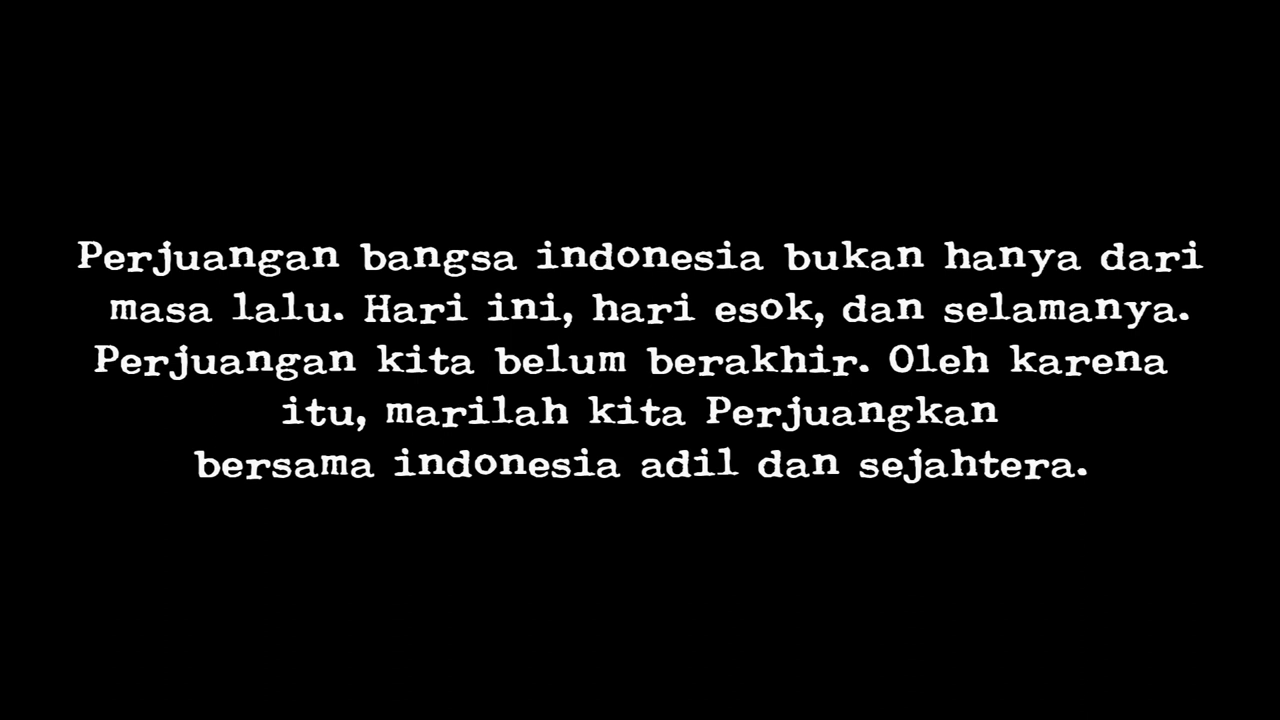 Perjuangan bangsa indonesia bukan hanya dari
masa lalu. Hari ini, hari esok, dan selamanya.
Perjuangan kita belum berakhir. Oleh karena
itu, marilah kita Perjuangkan
bersama indonesia adil dan sejahtera.